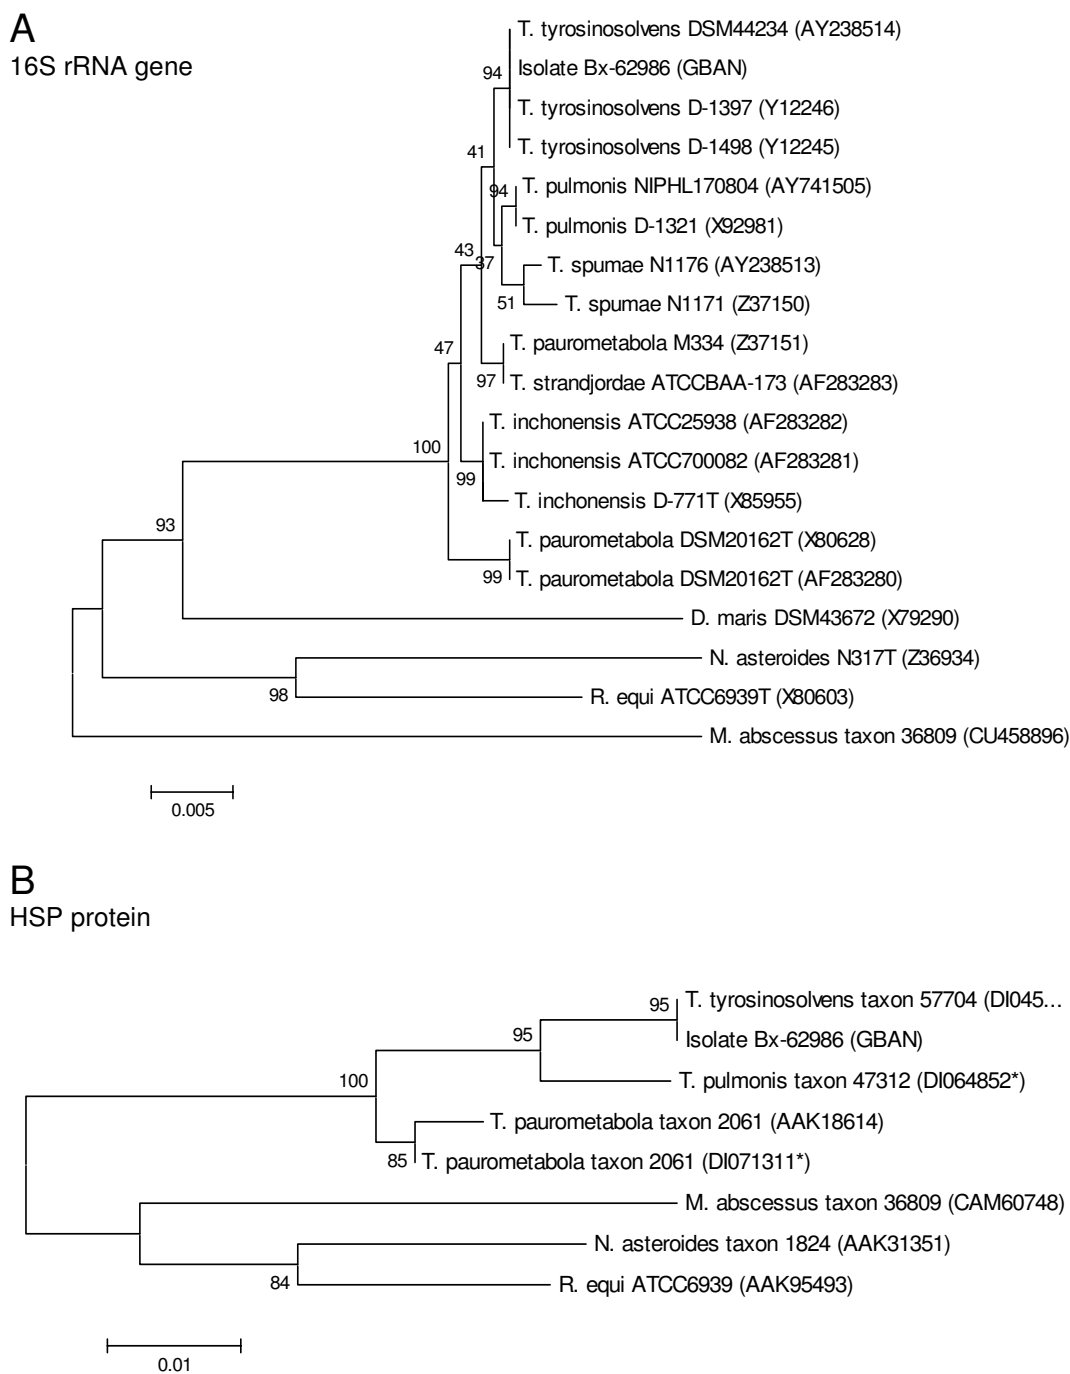 A
16S rRNA gene
T. tyrosinosolvens DSM44234 (AY238514)
94
Isolate Bx-62986 (GBAN)
T. tyrosinosolvens D-1397 (Y12246)
T. tyrosinosolvens D-1498 (Y12245)
41
T. pulmonis NIPHL170804 (AY741505)
94
T. pulmonis D-1321 (X92981)
43
37
T. spumae N1176 (AY238513)
51
T. spumae N1171 (Z37150)
47
T. paurometabola M334 (Z37151)
97
T. strandjordae ATCCBAA-173 (AF283283)
T. inchonensis ATCC25938 (AF283282)
100
T. inchonensis ATCC700082 (AF283281)
99
T. inchonensis D-771T (X85955)
93
T. paurometabola DSM20162T (X80628)
99
T. paurometabola DSM20162T (AF283280)
D. maris DSM43672 (X79290)
N. asteroides N317T (Z36934)
98
R. equi ATCC6939T (X80603)
M. abscessus taxon 36809 (CU458896)
0.005
B
HSP protein
95
T. tyrosinosolvens taxon 57704 (DI045...
95
Isolate Bx-62986 (GBAN)
100
T. pulmonis taxon 47312 (DI064852*)
T. paurometabola taxon 2061 (AAK18614)
85
T. paurometabola taxon 2061 (DI071311*)
M. abscessus taxon 36809 (CAM60748)
N. asteroides taxon 1824 (AAK31351)
84
R. equi ATCC6939 (AAK95493)
0.01